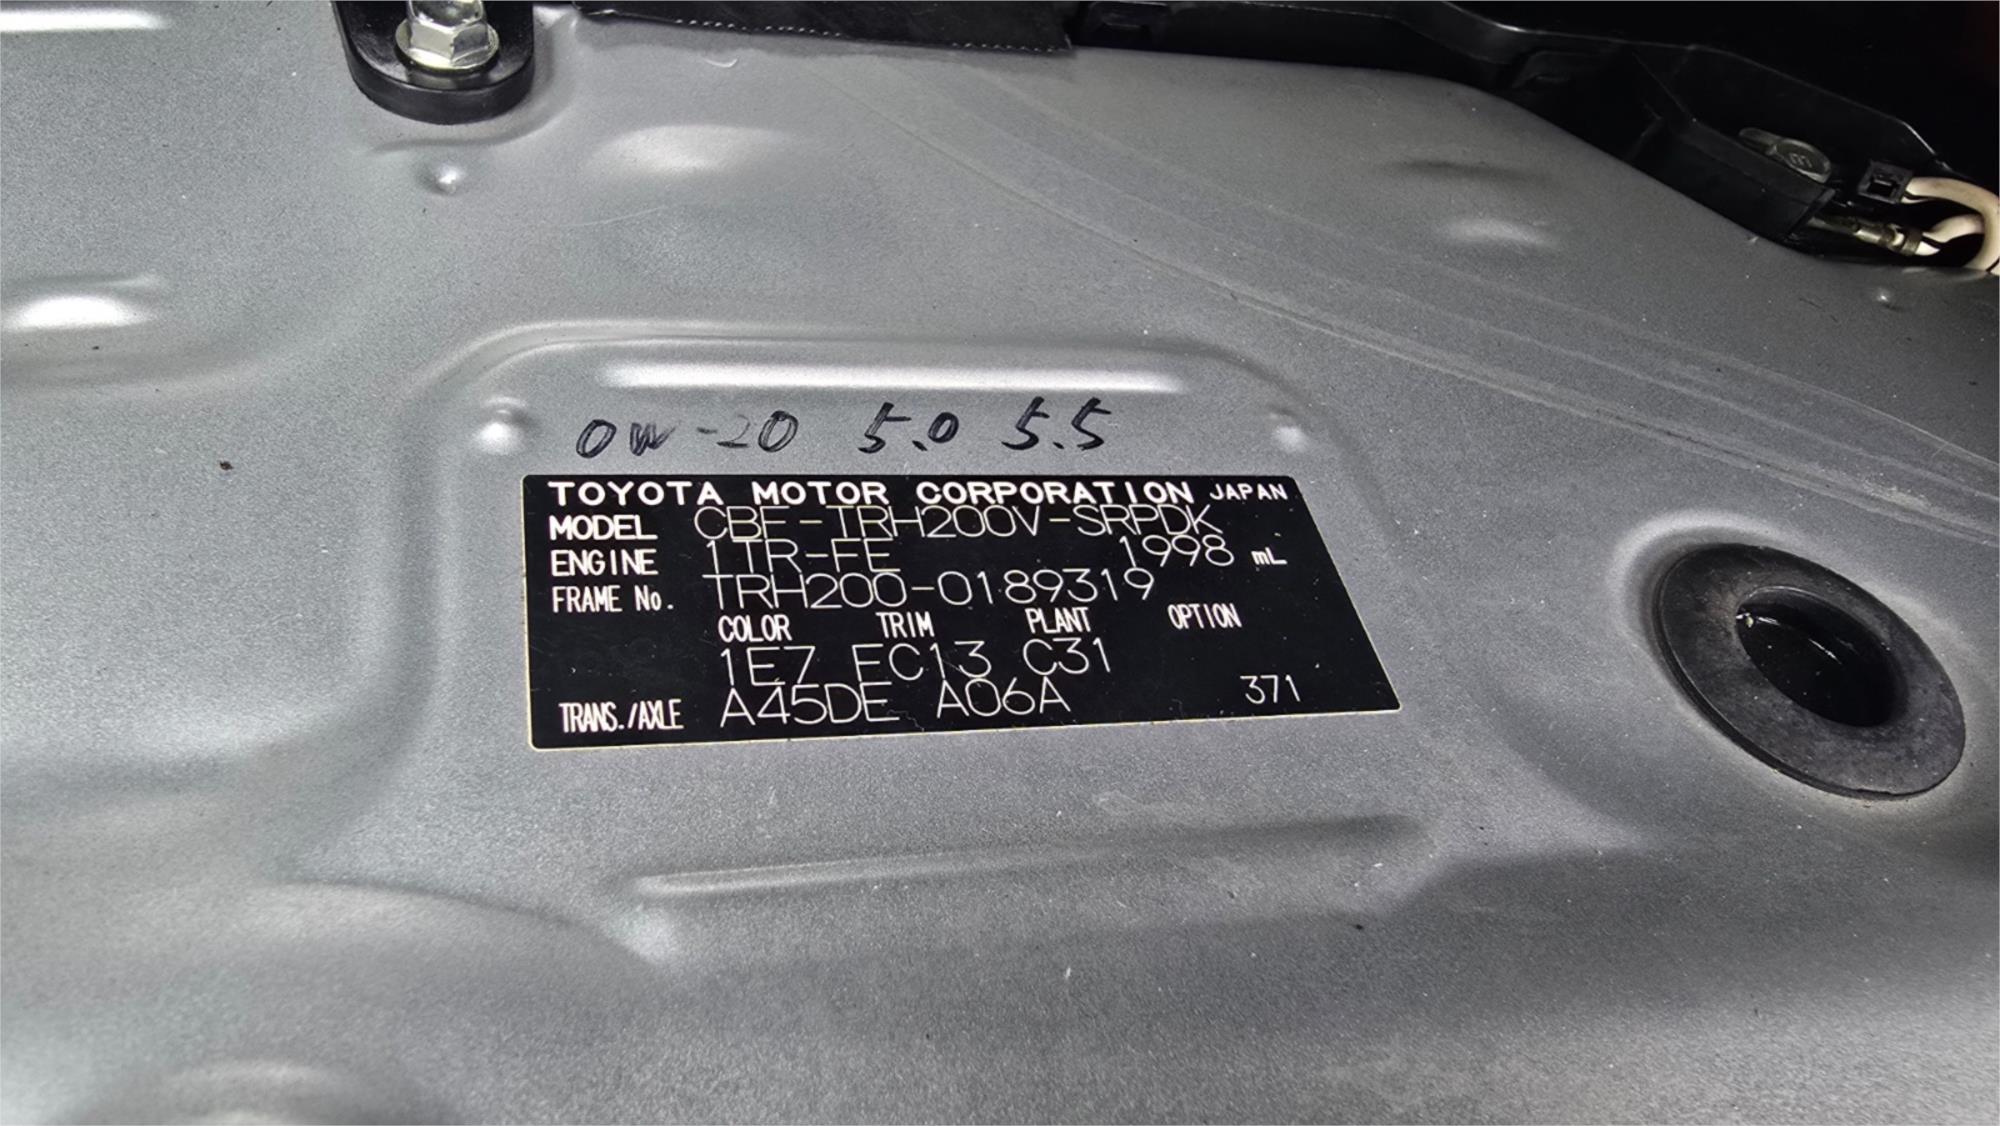 0W-20 5.0 5.5
TOYOTA MOTOR CORPORATION JAPAN
MODEL CBF-TRH200V-SRPDK
ENGINE 1TR-FE 1998 mL
FRAME No. TRH200-0189319
COLOR TRIM PLANT OPTION
1E7 FC13 C31
TRANS./AXLE A45DE A06A 371